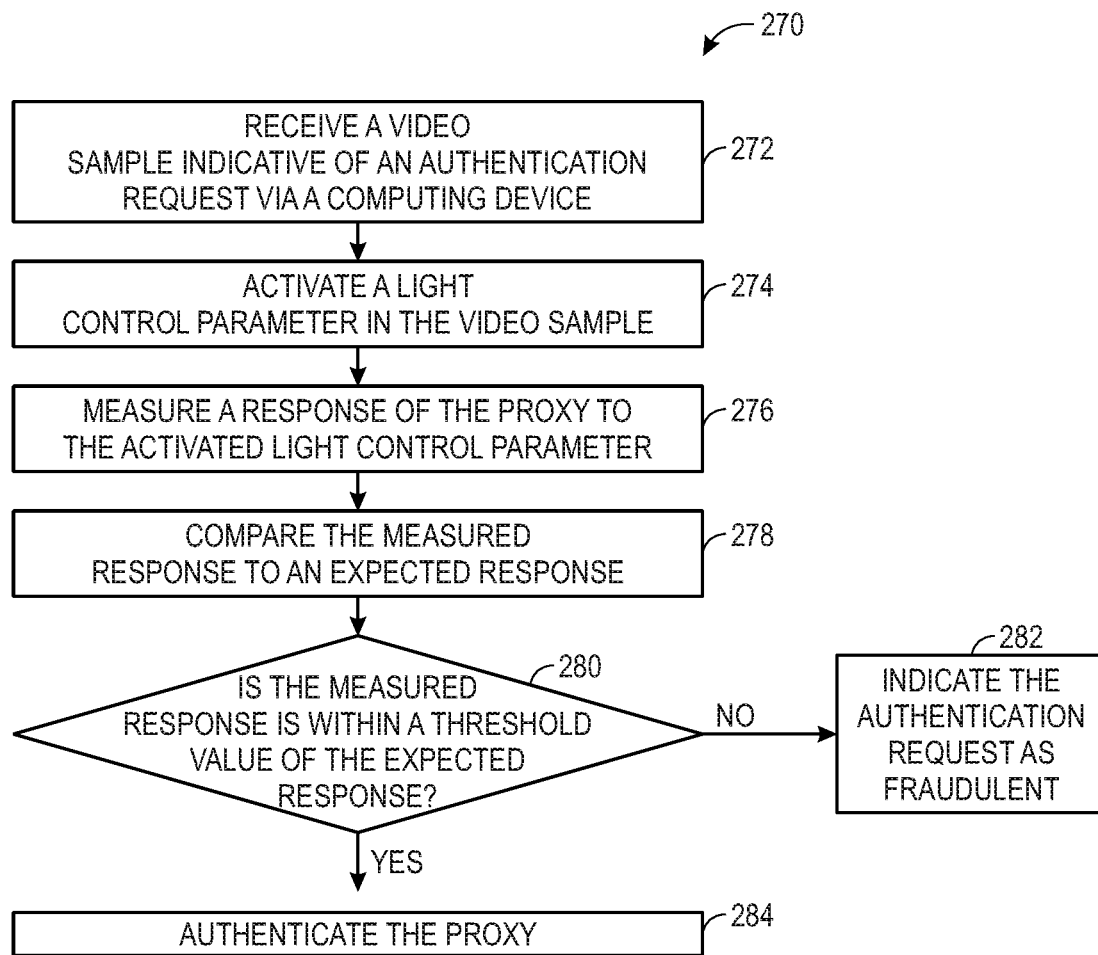 270
RECEIVE A VIDEO
SAMPLE INDICATIVE OF AN AUTHENTICATION
REQUEST VIA A COMPUTING DEVICE
272
ACTIVATE A LIGHT
CONTROL PARAMETER IN THE VIDEO SAMPLE
274
MEASURE A RESPONSE OF THE PROXY TO
THE ACTIVATED LIGHT CONTROL PARAMETER
276
COMPARE THE MEASURED
RESPONSE TO AN EXPECTED RESPONSE
278
IS THE MEASURED
RESPONSE IS WITHIN A THRESHOLD
VALUE OF THE EXPECTED
RESPONSE?
280
NO
282
INDICATE THE
AUTHENTICATION
REQUEST AS
FRAUDULENT
YES
AUTHENTICATE THE PROXY
284